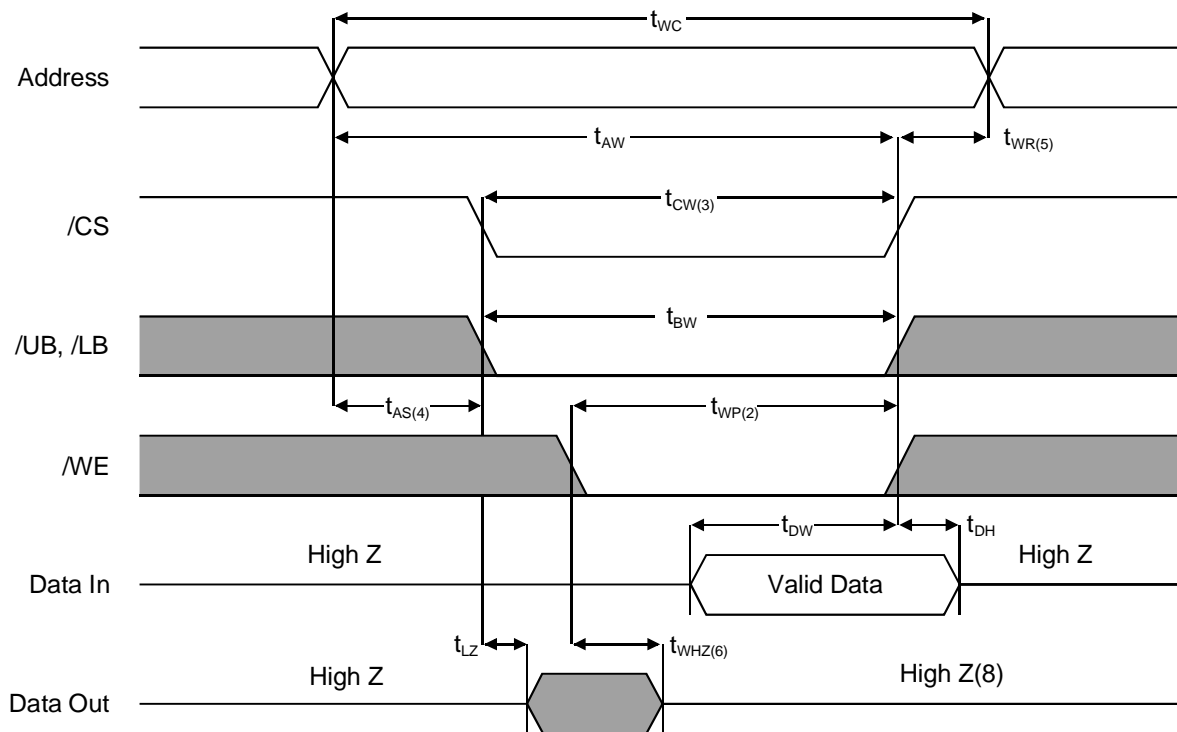 tWC
Address
tAW
tWR(5)
tCW(3)
/CS
tBW
/UB, /LB
tAS(4)
tWP(2)
/WE
tDW
tDH
High Z
High Z
Data In
Valid Data
tLZ
tWHZ(6)
High Z
High Z(8)
Data Out